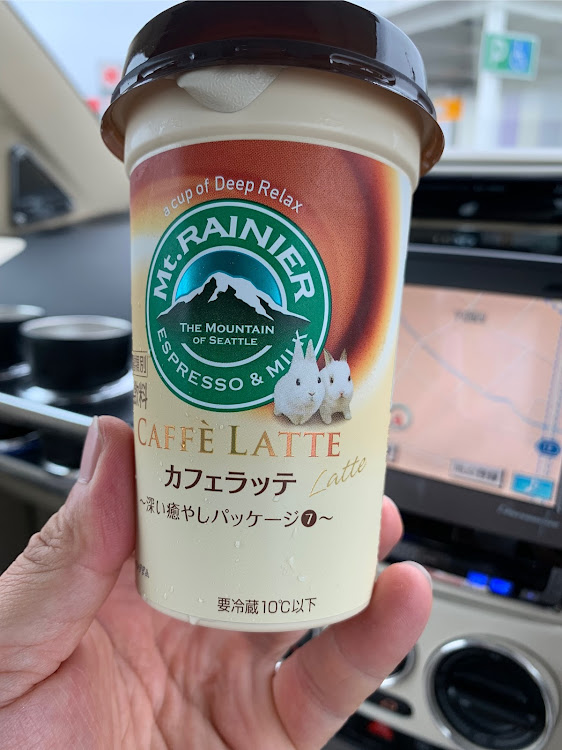 a cup of Deep Relax
Mt. RAINIER
THE MOUNTAIN
OF SEATTLE
ESPRESSO & MILK
CAFFÈ LATTE
カフェラッテ
Latte
~深い癒やしパッケージ❼~
要冷蔵10℃以下
P